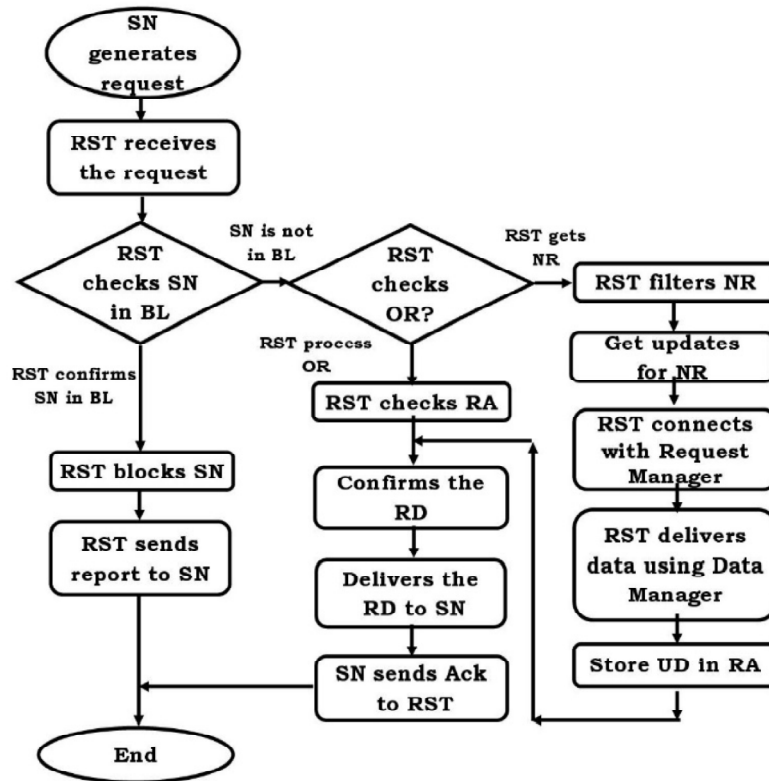 SN
generates
request
RST receives
the request
RST
checks SN
in BL
SN is not
in BL
RST
checks
OR?
RST gets
NR
RST filters NR
Get updates
for NR
RST connects
with Request
Manager
RST delivers
data using Data
Manager
Store UD in RA
RST process
OR
RST checks RA
Confirms the
RD
Delivers the
RD to SN
SN sends Ack
to RST
RST confirms
SN in BL
RST blocks SN
RST sends
report to SN
End